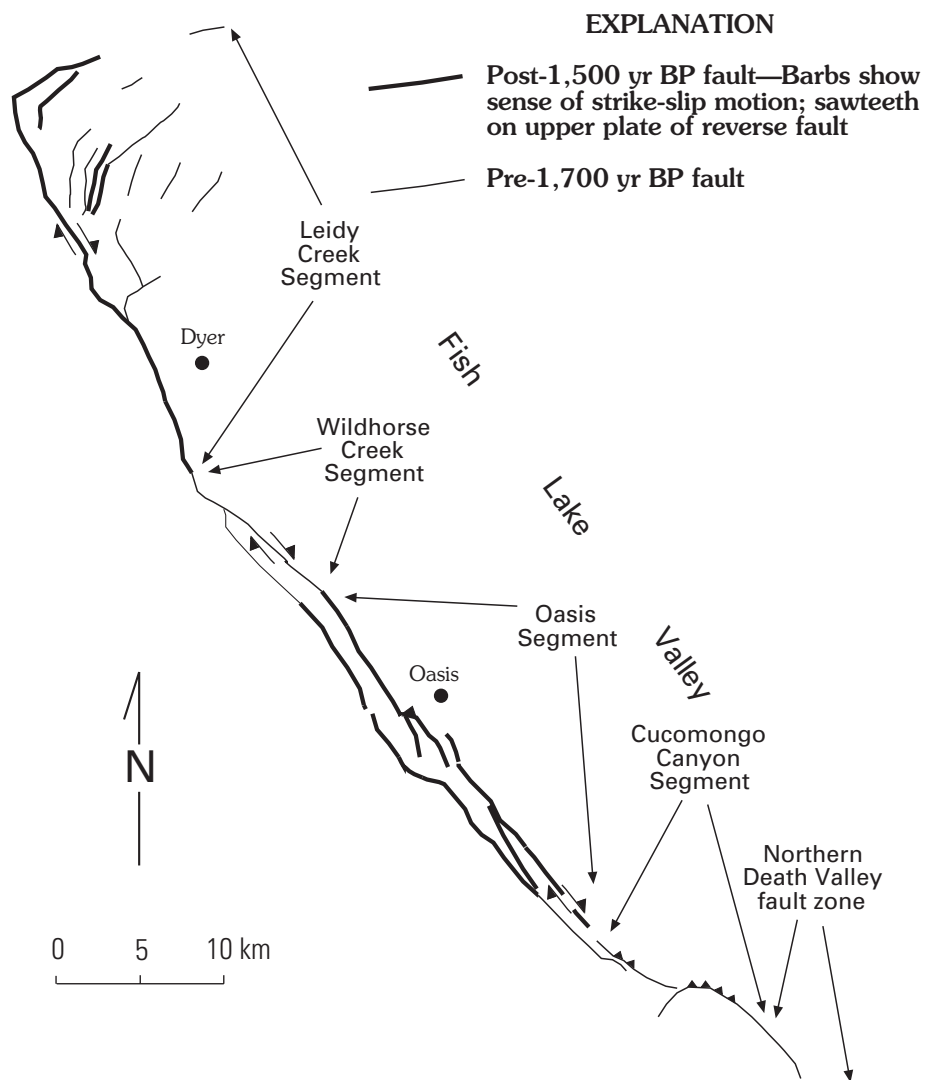 EXPLANATION
Post-1,500 yr BP fault—Barbs show
sense of strike-slip motion; sawteeth
on upper plate of reverse fault
Pre-1,700 yr BP fault
Leidy
Creek
Segment
Dyer
Fish
Wildhorse
Creek
Segment
Lake
Oasis
Segment
Valley
Oasis
Cucomongo
Canyon
Segment
N
Northern
Death Valley
fault zone
0 5 10 km